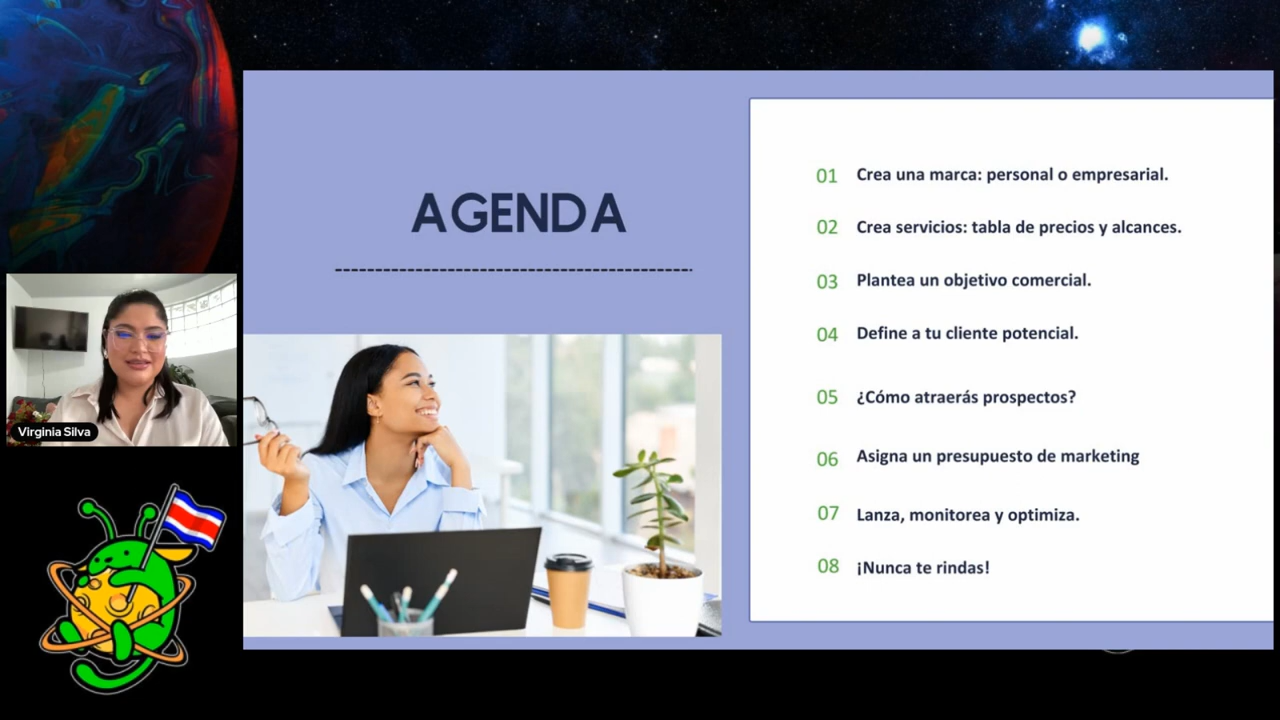 AGENDA
01 Crea una marca: personal o empresarial.
02 Crea servicios: tabla de precios y alcances.
03 Plantea un objetivo comercial.
04 Define a tu cliente potencial.
05 ¿Cómo atraerás prospectos?
06 Asigna un presupuesto de marketing
07 Lanza, monitorea y optimiza.
08 ¡Nunca te rindas!
Virginia Silva